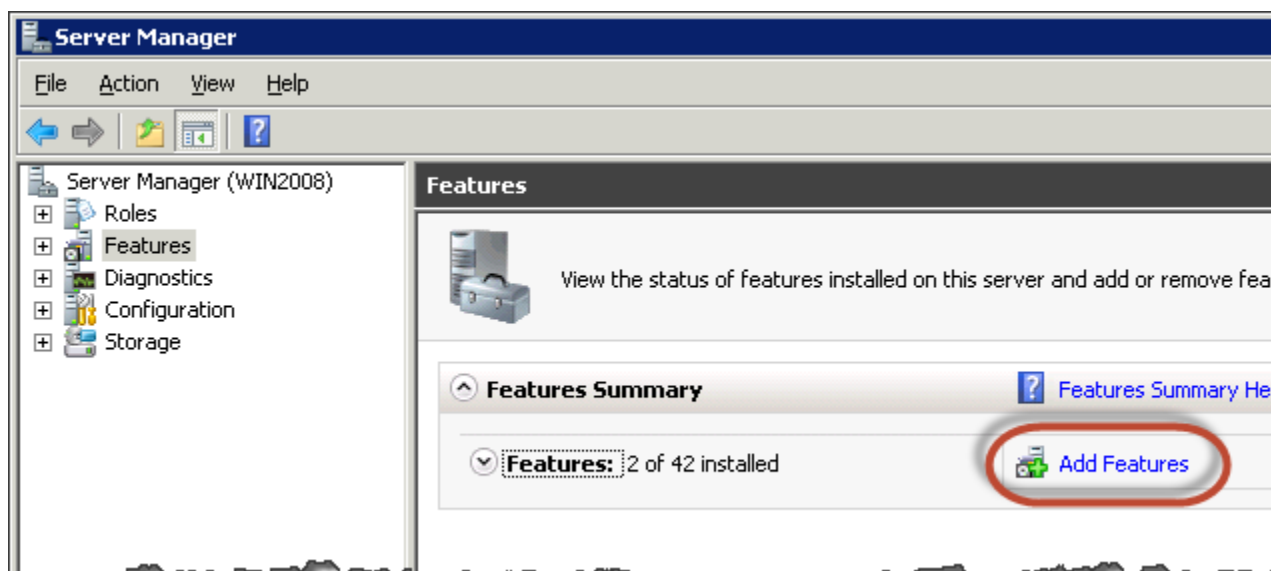 Server Manager
File Action View Help
Server Manager (WIN2008)
Roles
Features
Diagnostics
Configuration
Storage
Features
View the status of features installed on this server and add or remove fea
Features Summary
Features Summary He
Features: 2 of 42 installed
Add Features